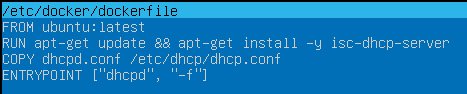 /etc/docker/dockerfile
FROM ubuntu:latest
RUN apt-get update && apt-get install -y isc-dhcp-server
COPY dhcpd.conf /etc/dhcp/dhcp.conf
ENTRYPOINT ["dhcpd", "-f"]